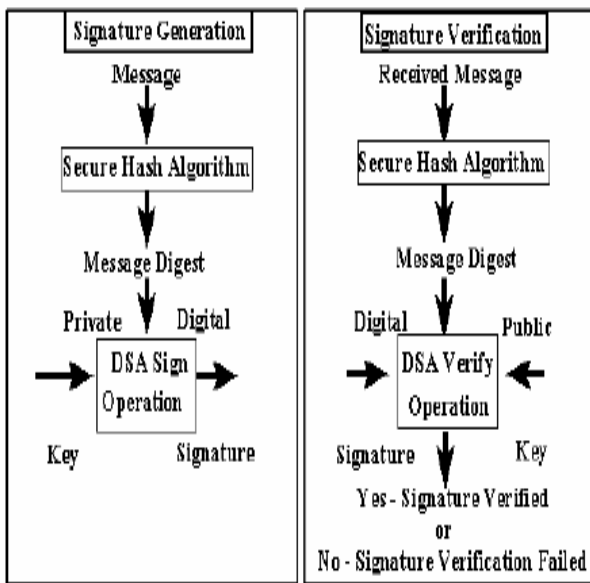 Signature Generation
Message
Secure Hash Algorithm
Message Digest
Private Digital
DSA Sign
Operation
Key Signature
Signature Verification
Received Message
Secure Hash Algorithm
Message Digest
Digital Public
DSA Verify
Operation
Signature Key
Yes - Signature Verified
or
No - Signature Verification Failed